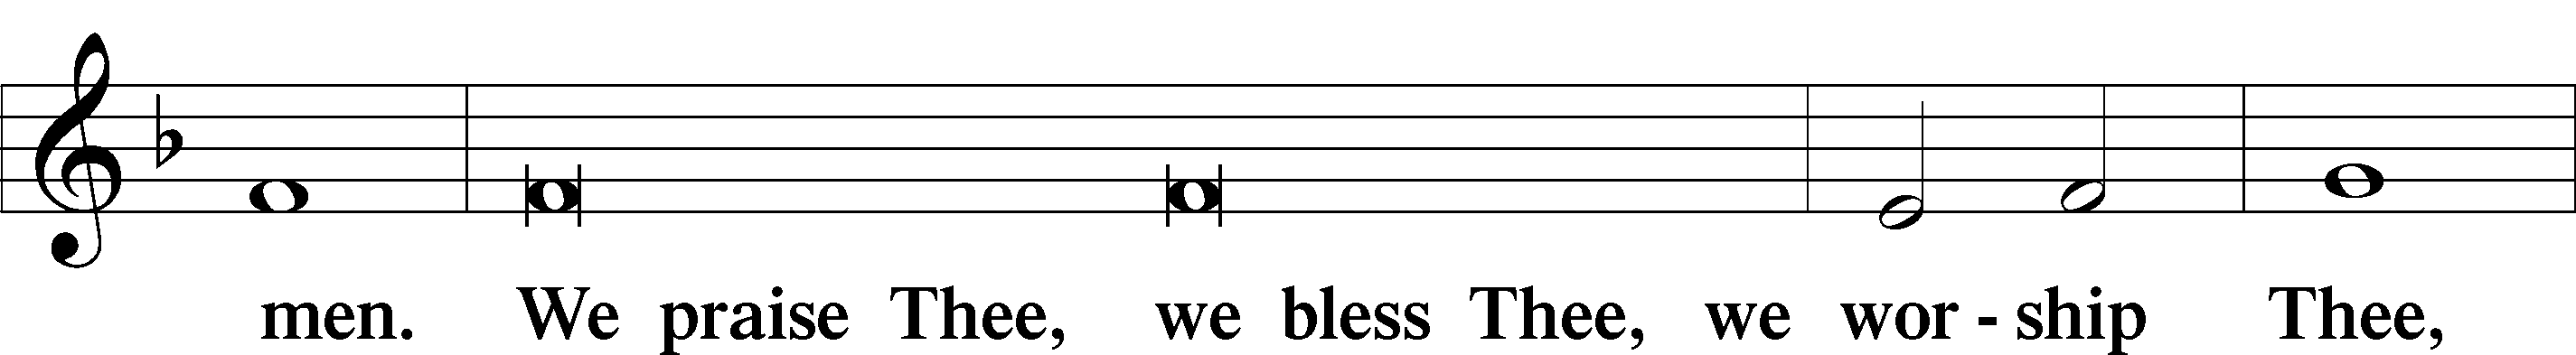 men. We praise Thee, we bless Thee, we wor - ship Thee,